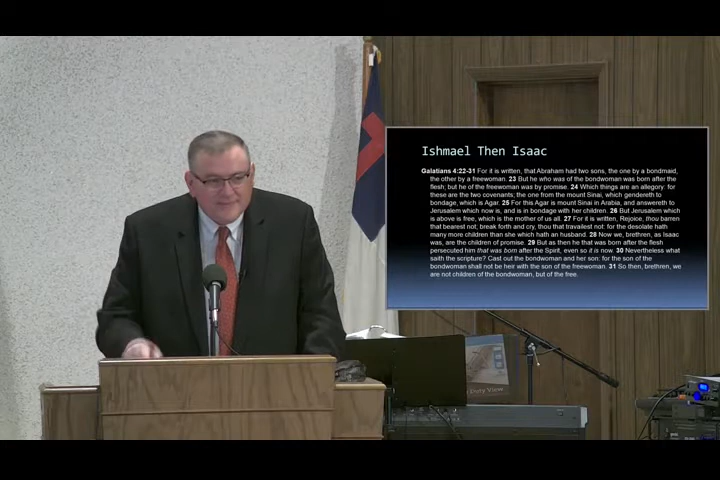 Ishmael Then Isaac
Galatians 4:22-31 For it is written, that Abraham had two sons, the one by a bondmaid,
the other by a freewoman. 23 But he who was of the bondwoman was born after the
flesh; but he of the freewoman was by promise. 24 Which things are an allegory: for
these are the two covenants; the one from the mount Sinai, which gendereth to
bondage, which is Agar. 25 For this Agar is mount Sinai in Arabia, and answereth to
Jerusalem which now is, and is in bondage with her children. 26 But Jerusalem which
is above is free, which is the mother of us all. 27 For it is written, Rejoice, thou barren
that bearest not; break forth and cry, thou that travailest not: for the desolate hath
many more children than she which hath an husband. 28 Now we, brethren, as Isaac
was, are the children of promise. 29 But as then he that was born after the flesh
persecuted him that was born after the Spirit, even so it is now. 30 Nevertheless what
saith the scripture? Cast out the bondwoman and her son: for the son of the
bondwoman shall not be heir with the son of the freewoman. 31 So then, brethren, we
are not children of the bondwoman, but of the free.
Duty View